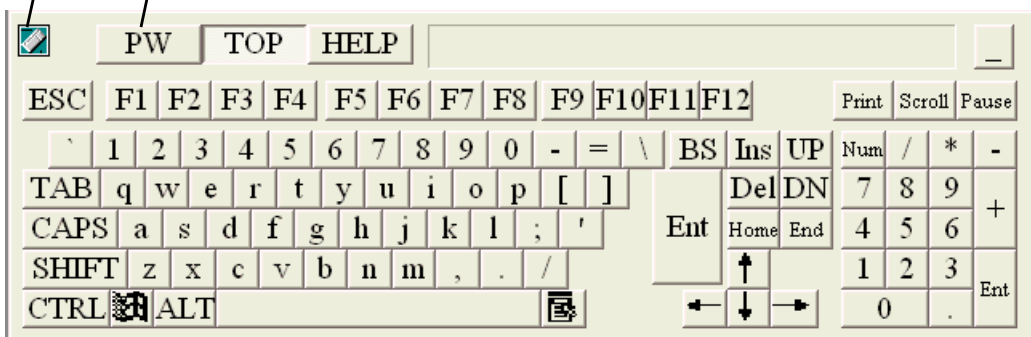 PW TOP HELP _
ESC F1 F2 F3 F4 F5 F6 F7 F8 F9 F10 F11 F12 Print Scroll Pause
` 1 2 3 4 5 6 7 8 9 0 - = \ BS Ins UP Num / * -
TAB q w e r t y u i o p [ ] Del DN 7 8 9 +
CAPS a s d f g h j k l ; ' Ent Home End 4 5 6
SHIFT z x c v b n m , . / ↑ 1 2 3 Ent
CTRL ALT ← ↓ → 0 .